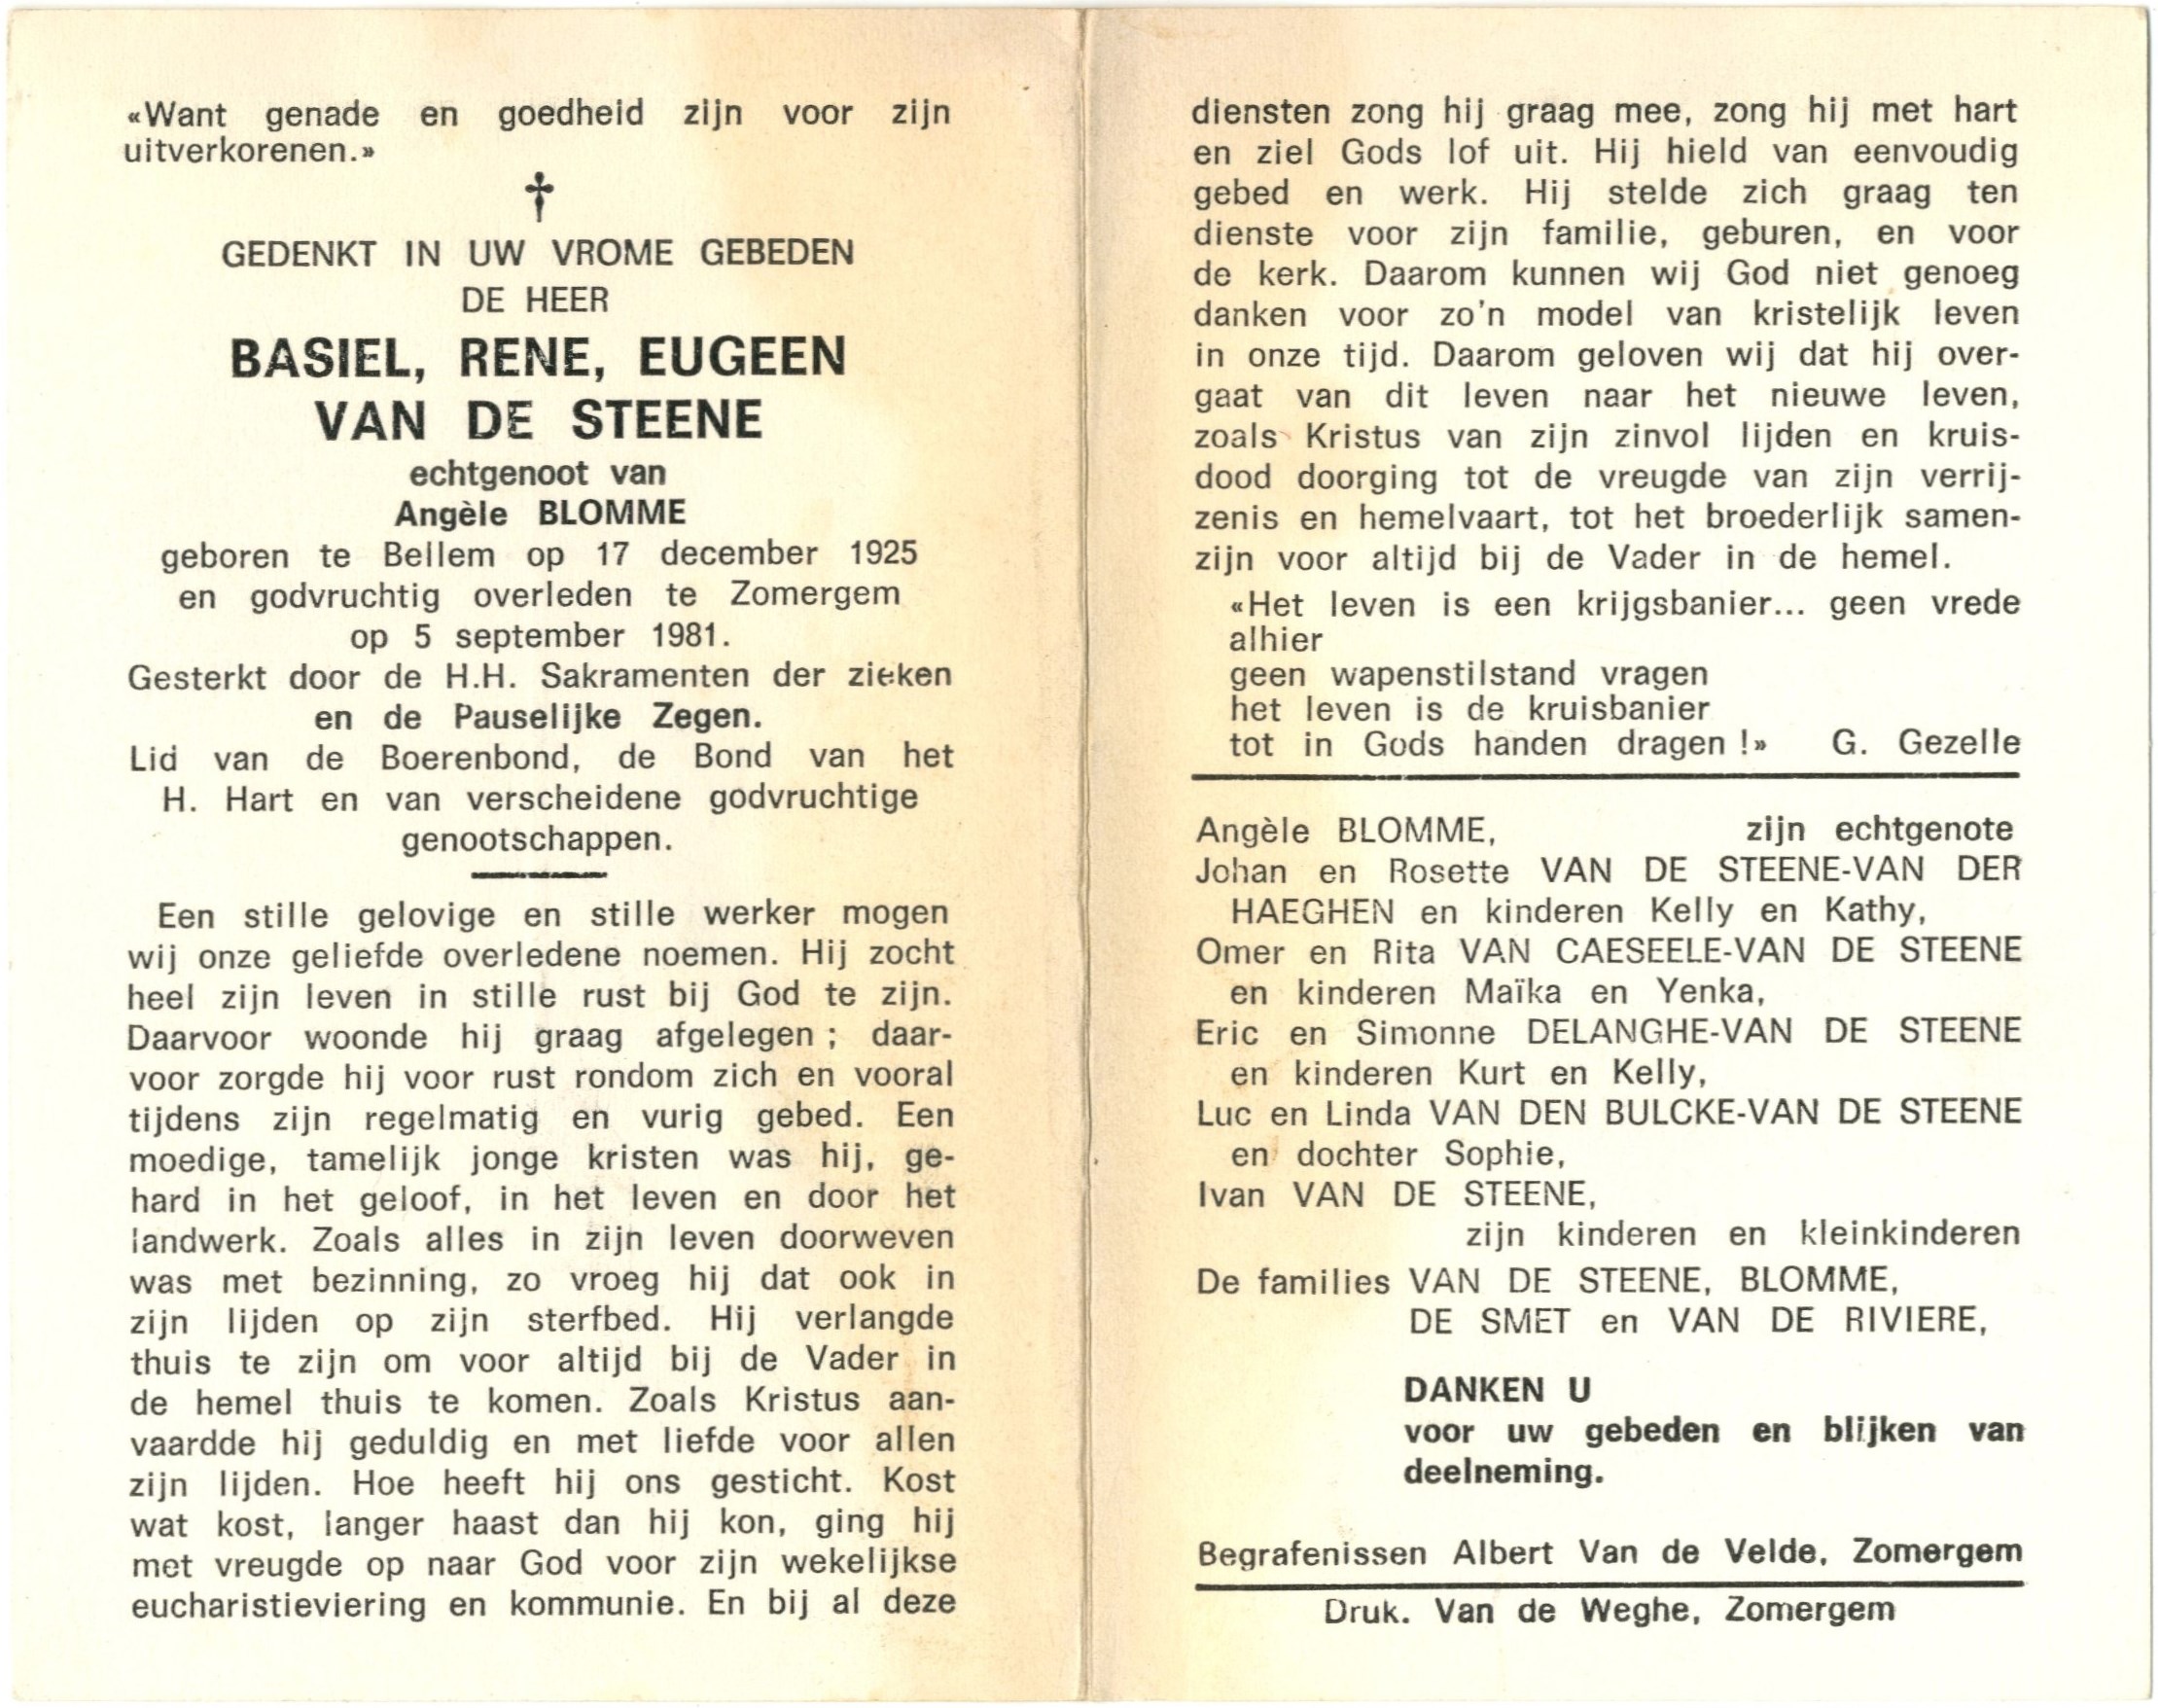 «Want genade en goedheid zijn voor zijn
uitverkorenen.»
†
GEDENKT IN UW VROME GEBEDEN
DE HEER
BASIEL, RENE, EUGEEN
VAN DE STEENE
echtgenoot van
Angèle BLOMME
geboren te Bellem op 17 december 1925
en godvruchtig overleden te Zomergem
op 5 september 1981.
Gesterkt door de H.H. Sakramenten der zieken
en de Pauselijke Zegen.
Lid van de Boerenbond, de Bond van het
H. Hart en van verscheidene godvruchtige
genootschappen.
Een stille gelovige en stille werker mogen
wij onze geliefde overledene noemen. Hij zocht
heel zijn leven in stille rust bij God te zijn.
Daarvoor woonde hij graag afgelegen ; daar-
voor zorgde hij voor rust rondom zich en vooral
tijdens zijn regelmatig en vurig gebed. Een
moedige, tamelijk jonge kristen was hij, ge-
hard in het geloof, in het leven en door het
landwerk. Zoals alles in zijn leven doorweven
was met bezinning, zo vroeg hij dat ook in
zijn lijden op zijn sterfbed. Hij verlangde
thuis te zijn om voor altijd bij de Vader in
de hemel thuis te komen. Zoals Kristus aan-
vaardde hij geduldig en met liefde voor allen
zijn lijden. Hoe heeft hij ons gesticht. Kost
wat kost, langer haast dan hij kon, ging hij
met vreugde op naar God voor zijn wekelijkse
eucharistieviering en kommunie. En bij al deze
diensten zong hij graag mee, zong hij met hart
en ziel Gods lof uit. Hij hield van eenvoudig
gebed en werk. Hij stelde zich graag ten
dienste voor zijn familie, geburen, en voor
de kerk. Daarom kunnen wij God niet genoeg
danken voor zo'n model van kristelijk leven
in onze tijd. Daarom geloven wij dat hij over-
gaat van dit leven naar het nieuwe leven,
zoals Kristus van zijn zinvol lijden en kruis-
dood doorging tot de vreugde van zijn verrij-
zenis en hemelvaart, tot het broederlijk samen-
zijn voor altijd bij de Vader in de hemel.
«Het leven is een krijgsbanier... geen vrede
alhier
geen wapenstilstand vragen
het leven is de kruisbanier
tot in Gods handen dragen !» G. Gezelle
Angèle BLOMME, zijn echtgenote
Johan en Rosette VAN DE STEENE-VAN DER
HAEGHEN en kinderen Kelly en Kathy,
Omer en Rita VAN CAESEELE-VAN DE STEENE
en kinderen Maïka en Yenka,
Eric en Simonne DELANGHE-VAN DE STEENE
en kinderen Kurt en Kelly,
Luc en Linda VAN DEN BULCKE-VAN DE STEENE
en dochter Sophie,
Ivan VAN DE STEENE,
zijn kinderen en kleinkinderen
De families VAN DE STEENE, BLOMME,
DE SMET en VAN DE RIVIERE,
DANKEN U
voor uw gebeden en blijken van
deelneming.
Begrafenissen Albert Van de Velde, Zomergem
Druk. Van de Weghe, Zomergem